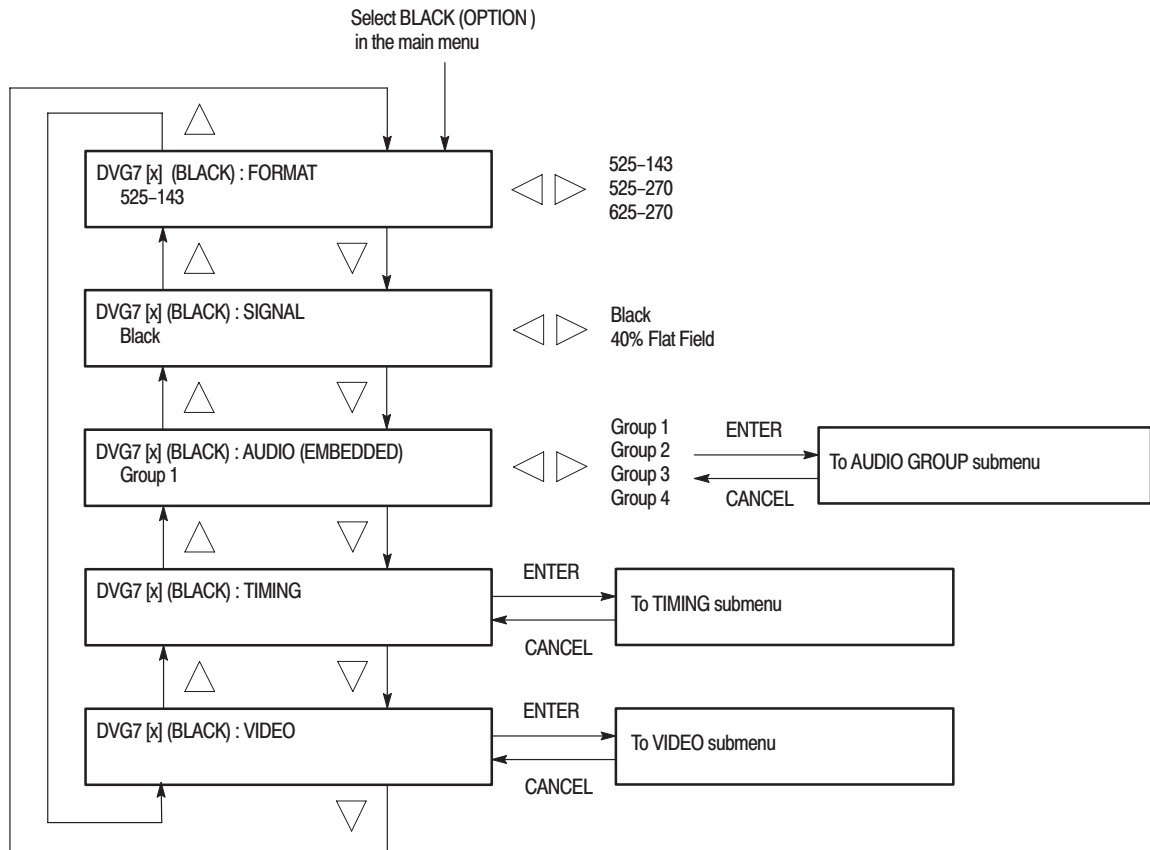 Select BLACK (OPTION )
in the main menu
DVG7 [x] (BLACK) : FORMAT
525–143
525–143
525–270
625–270
DVG7 [x] (BLACK) : SIGNAL
Black
Black
40% Flat Field
DVG7 [x] (BLACK) : AUDIO (EMBEDDED)
Group 1
Group 1
Group 2
Group 3
Group 4
ENTER
CANCEL
To AUDIO GROUP submenu
DVG7 [x] (BLACK) : TIMING
ENTER
CANCEL
To TIMING submenu
DVG7 [x] (BLACK) : VIDEO
ENTER
CANCEL
To VIDEO submenu